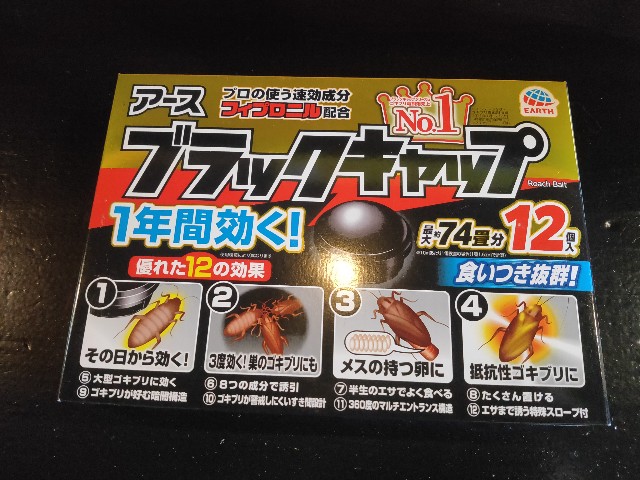 アース
プロの使う速効成分
フィプロニル配合
No.1
EARTH
ブラックキャップ
Roach Bait
1年間効く!
最大約74畳分
12個入
優れた12の効果
食いつき抜群!
1
その日から効く!
2
3度効く!巣のゴキブリにも
3
メスの持つ卵に
4
抵抗性ゴキブリに
⑤ 大型ゴキブリに効く
⑥ 8つの成分で誘引
⑦ 半生のエサでよく食べる
⑧ たくさん置ける
⑨ ゴキブリが好む暗闇構造
⑩ ゴキブリが警戒しにくいすき間設計
⑪ 360度のマルチエントランス構造
⑫ エサまで誘う特殊スロープ付